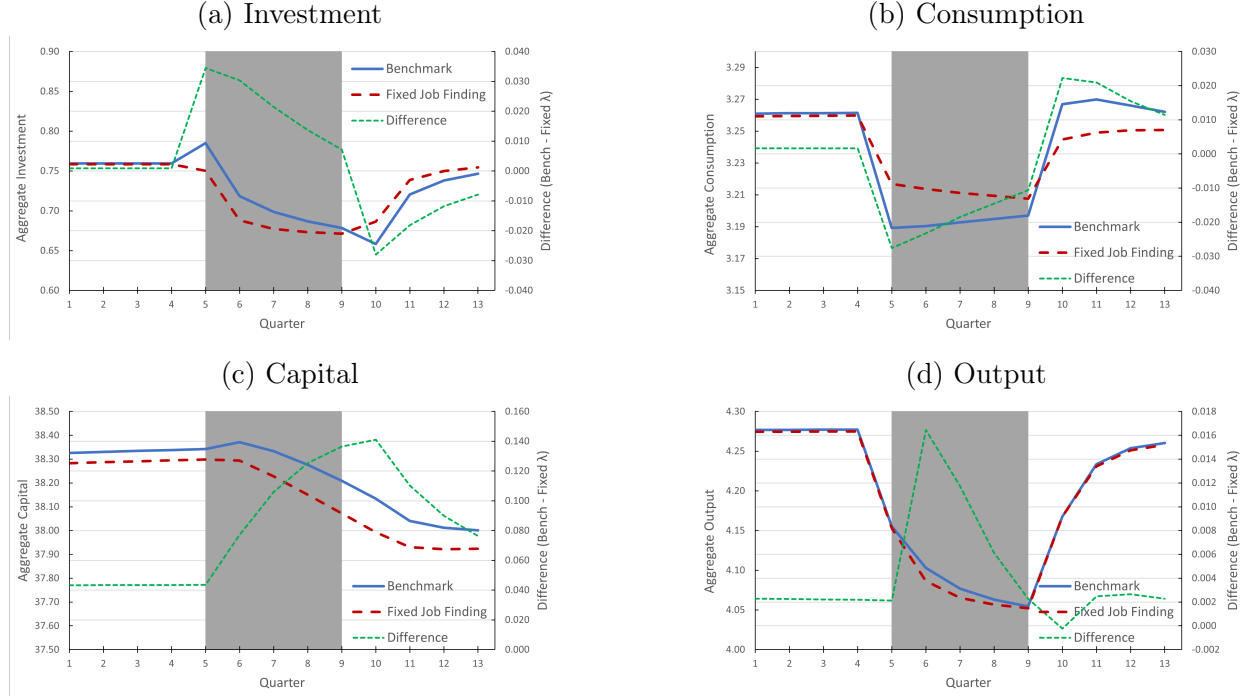 (a) Investment
0.90
0.85
0.80
0.75
0.70
0.65
0.60
Aggregate Investment
0.040
0.030
0.020
0.010
0.000
-0.010
-0.020
-0.030
-0.040
Difference (Bench - Fixed λ)
Benchmark
Fixed Job Finding
Difference
1 2 3 4 5 6 7 8 9 10 11 12 13
Quarter
(b) Consumption
3.29
3.27
3.25
3.23
3.21
3.19
3.17
3.15
Aggregate Consumption
0.030
0.020
0.010
0.000
-0.010
-0.020
-0.030
-0.040
Difference (Bench - Fixed λ)
Benchmark
Fixed Job Finding
Difference
1 2 3 4 5 6 7 8 9 10 11 12 13
Quarter
(c) Capital
38.50
38.40
38.30
38.20
38.10
38.00
37.90
37.80
37.70
37.60
37.50
Aggregate Capital
0.160
0.140
0.120
0.100
0.080
0.060
0.040
0.020
0.000
Difference (Bench - Fixed λ)
Benchmark
Fixed Job Finding
Difference
1 2 3 4 5 6 7 8 9 10 11 12 13
Quarter
(d) Output
4.30
4.25
4.20
4.15
4.10
4.05
4.00
Aggregate Output
0.018
0.016
0.014
0.012
0.010
0.008
0.006
0.004
0.002
0.000
-0.002
Difference (Bench - Fixed λ)
Benchmark
Fixed Job Finding
Difference
1 2 3 4 5 6 7 8 9 10 11 12 13
Quarter